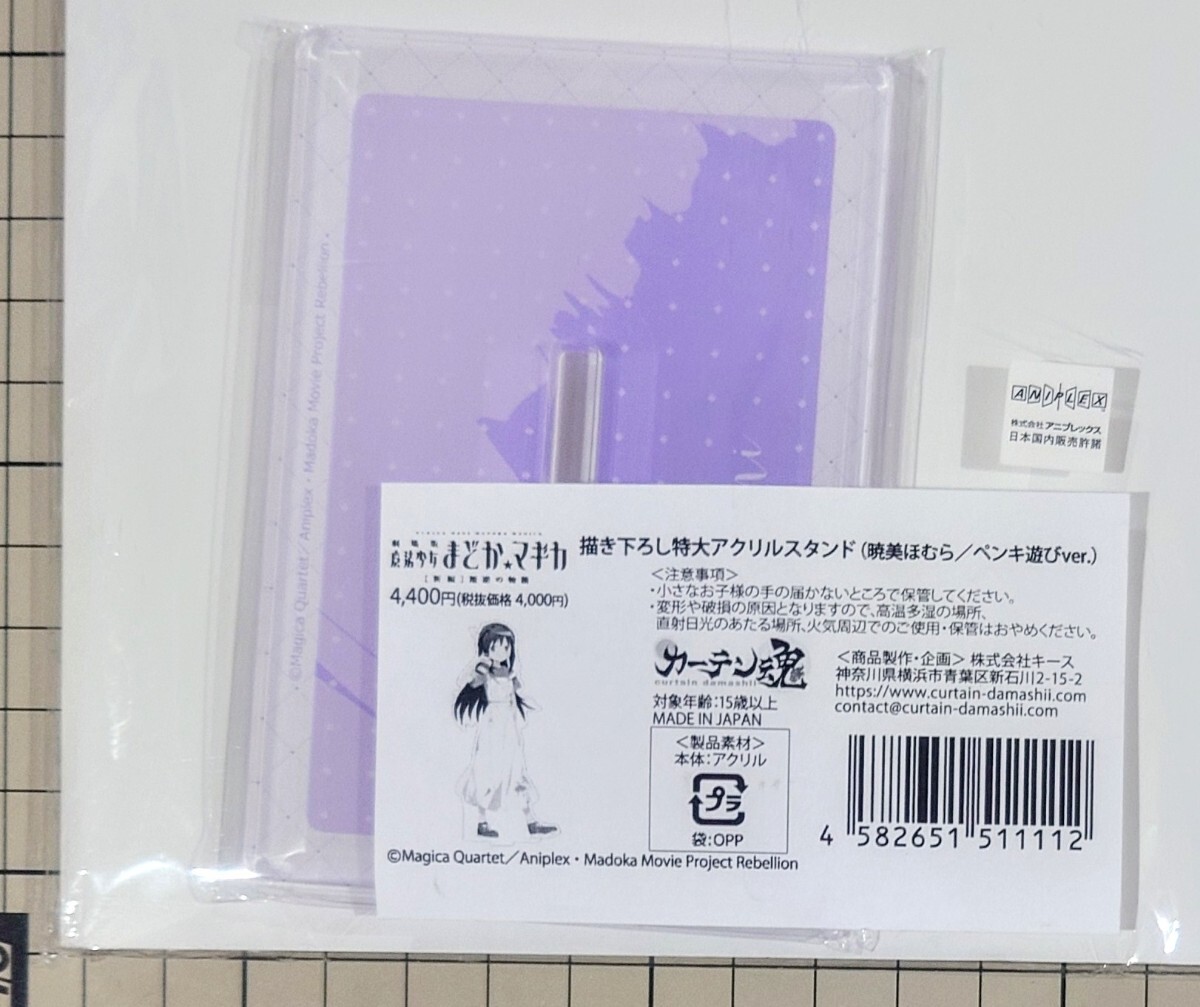 ・©Magica Quartet／Aniplex・Madoka Movie Project Rebellion・
ANIPLEX
株式会社アニプレックス
日本国内販売許諾
劇場版
魔法少女まどか☆マギカ
[新編]叛逆の物語
4,400円(税抜価格 4,000円)
描き下ろし特大アクリルスタンド（暁美ほむら／ペンキ遊びver.）
＜注意事項＞
・小さなお子様の手の届かないところで保管してください。
・変形や破損の原因となりますので、高温多湿の場所、
直射日光のあたる場所、火気周辺でのご使用・保管はおやめください。
カーテン魂
curtain damashii
対象年齢：15歳以上
MADE IN JAPAN
＜製品素材＞
本体：アクリル
プラ
袋：OPP
＜商品製作・企画＞ 株式会社キース
神奈川県横浜市青葉区新石川2-15-2
https://www.curtain-damashii.com
contact@curtain-damashii.com
4 582651 511112
©Magica Quartet／Aniplex・Madoka Movie Project Rebellion